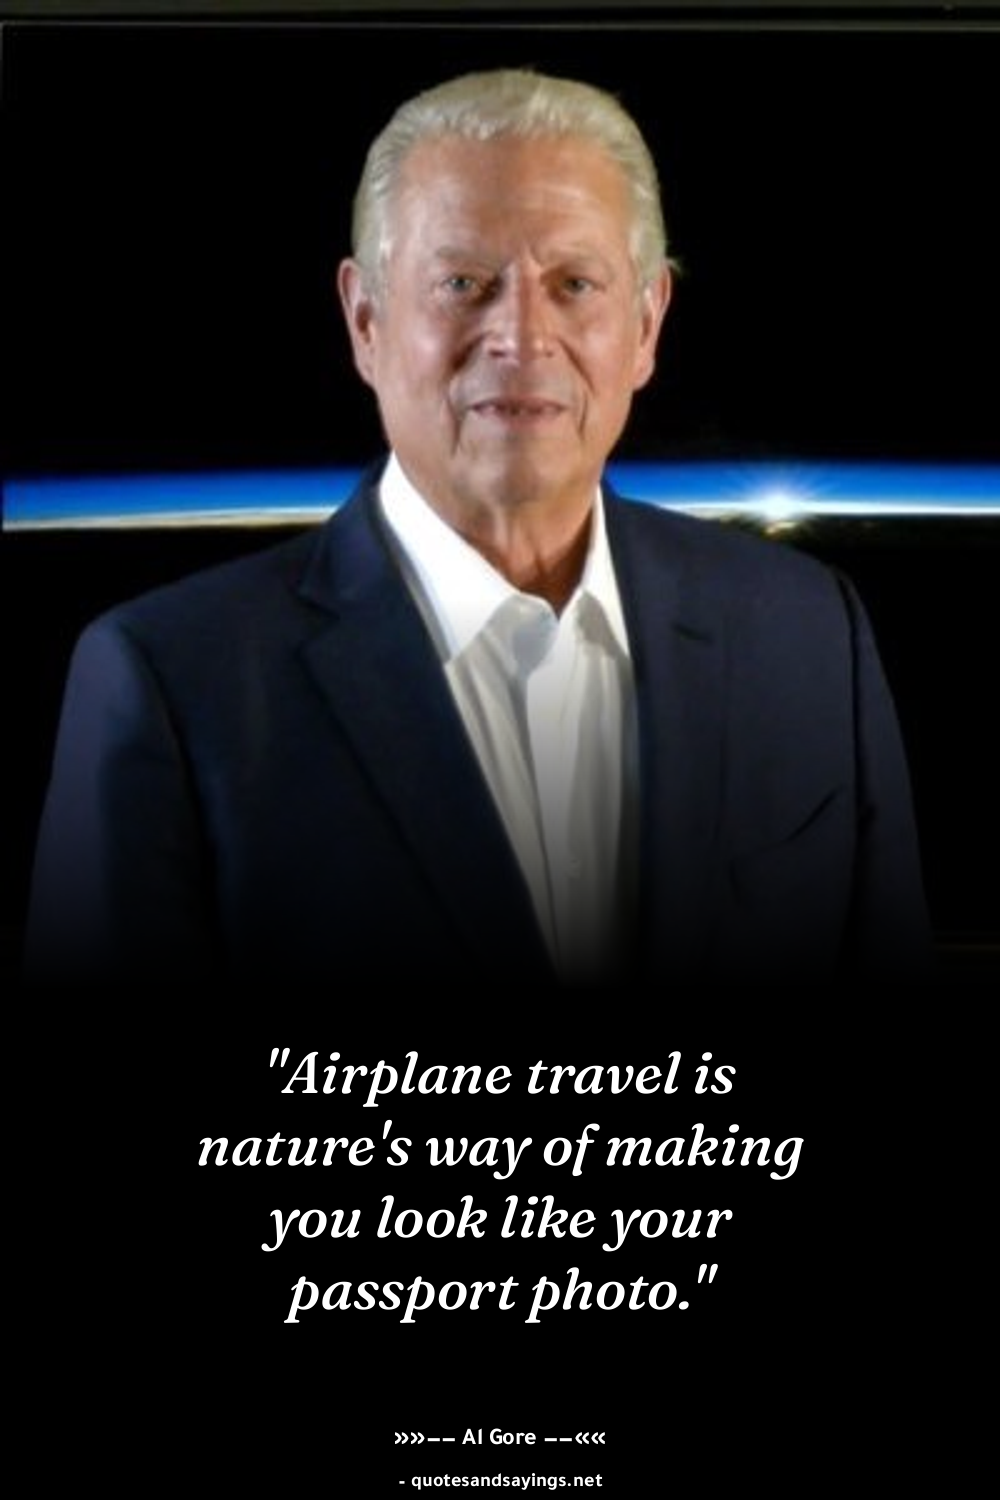 "Airplane travel is
nature's way of making
you look like your
passport photo."
»»—— Al Gore ——««
- quotesandsayings.net